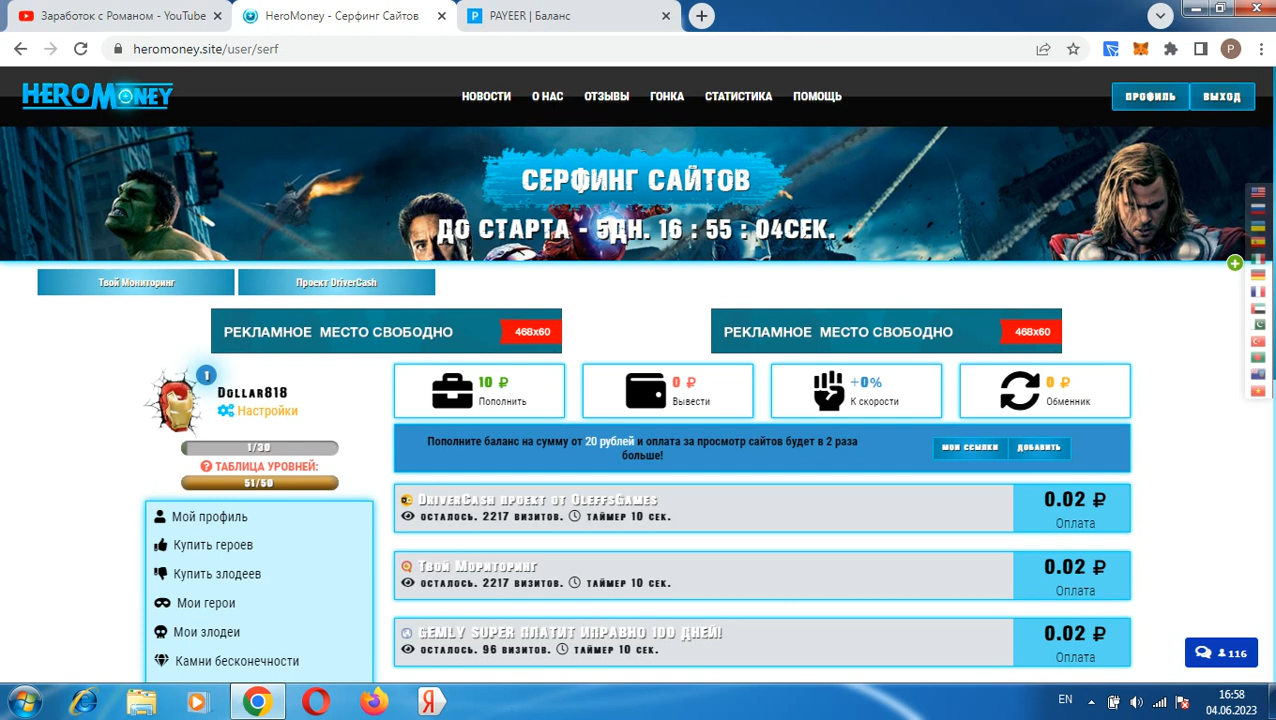 Заработок с Романом - YouTube
HeroMoney - Серфинг Сайтов
PAYEER | Баланс
heromoney.site/user/serf
P
HERO MONEY
НОВОСТИ О НАС ОТЗЫВЫ ГОНКА СТАТИСТИКА ПОМОЩЬ
ПРОФИЛЬ ВЫХОД
СЕРФИНГ САЙТОВ
ДО СТАРТА - 5ДН. 16 : 55 : 04СЕК.
Твой Мониторинг
Проект DriverCash
РЕКЛАМНОЕ МЕСТО СВОБОДНО 468x60
РЕКЛАМНОЕ МЕСТО СВОБОДНО 468x60
1
Dollar818
Настройки
1/30
ТАБЛИЦА УРОВНЕЙ:
51/50
Мой профиль
Купить героев
Купить злодеев
Мои герои
Мои злодеи
Камни бесконечности
10 ₽
Пополнить
0 ₽
Вывести
+0%
К скорости
0 ₽
Обменник
Пополните баланс на сумму от 20 рублей и оплата за просмотр сайтов будет в 2 раза
больше!
МОИ ССЫЛКИ ДОБАВИТЬ
DriverCash проект от OleffsGames
осталось. 2217 визитов. таймер 10 сек.
0.02 ₽
Оплата
Твой Мориторинг
осталось. 2217 визитов. таймер 10 сек.
0.02 ₽
Оплата
GEMLY SUPER ПЛАТИТ ИПРАВНО 100 ДНЕЙ!
осталось. 96 визитов. таймер 10 сек.
0.02 ₽
Оплата
116
EN
16:58
04.06.2023